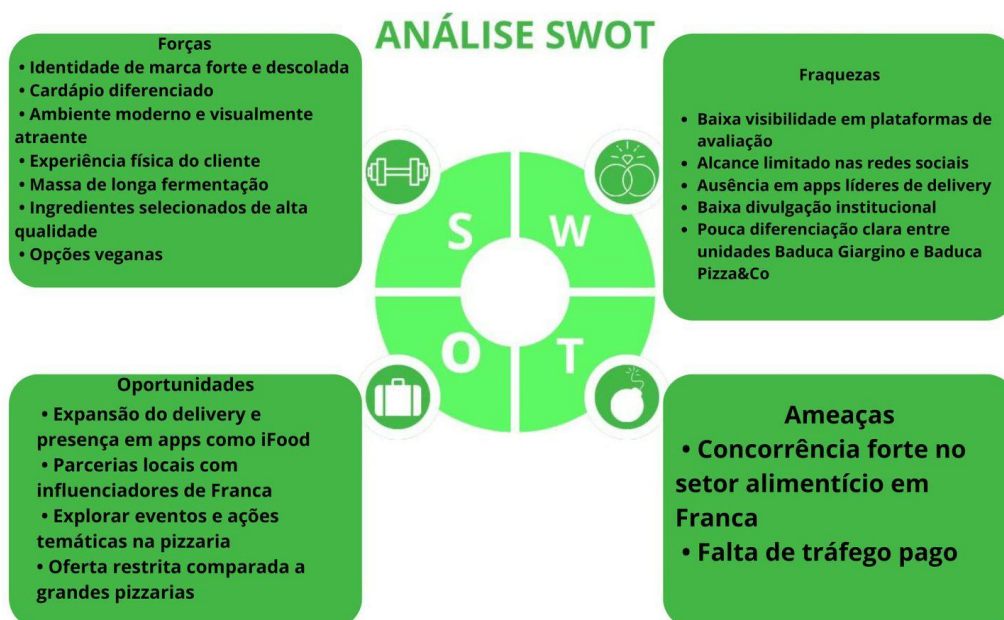 ANÁLISE SWOT
Forças
• Identidade de marca forte e descolada
• Cardápio diferenciado
• Ambiente moderno e visualmente
atraente
• Experiência física do cliente
• Massa de longa fermentação
• Ingredientes selecionados de alta
qualidade
• Opções veganas
Fraquezas
• Baixa visibilidade em plataformas de
avaliação
• Alcance limitado nas redes sociais
• Ausência em apps líderes de delivery
• Baixa divulgação institucional
• Pouca diferenciação clara entre
unidades Baduca Giargino e Baduca
Pizza&Co
S
W
O
T
Oportunidades
• Expansão do delivery e
presença em apps como iFood
• Parcerias locais com
influenciadores de Franca
• Explorar eventos e ações
temáticas na pizzaria
• Oferta restrita comparada a
grandes pizzarias
Ameaças
• Concorrência forte no
setor alimentício em
Franca
• Falta de tráfego pago